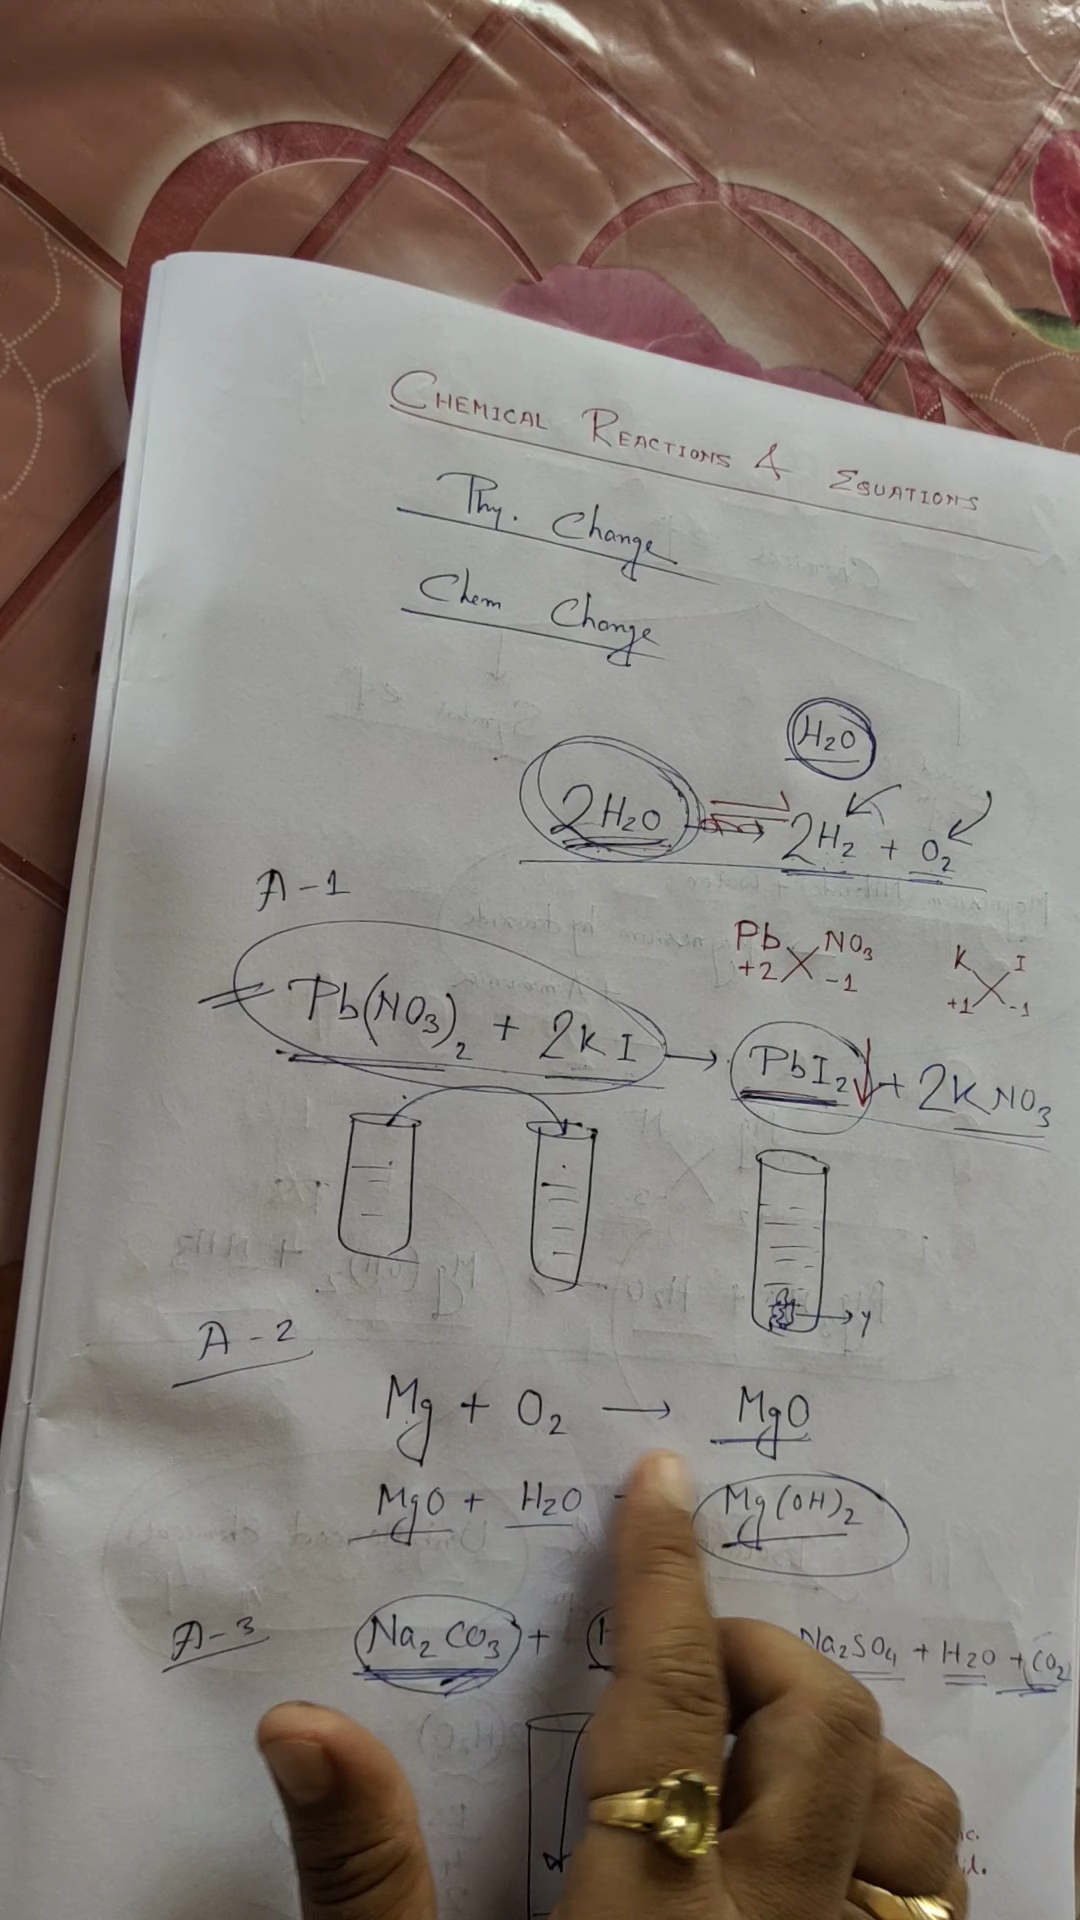 CHEMICAL REACTIONS & EQUATIONS
Phy. Change
Chem Change
H2O
2H2O → 2H2 + O2
A-1
Pb NO3
+2 -1
K I
+1 -1
Pb(NO3)2 + 2KI → PbI2↓ + 2KNO3
y
A-2
Mg + O2 → MgO
MgO + H2O Mg(OH)2
A-3
Na2CO3 + H Na2SO4 + H2O + CO2